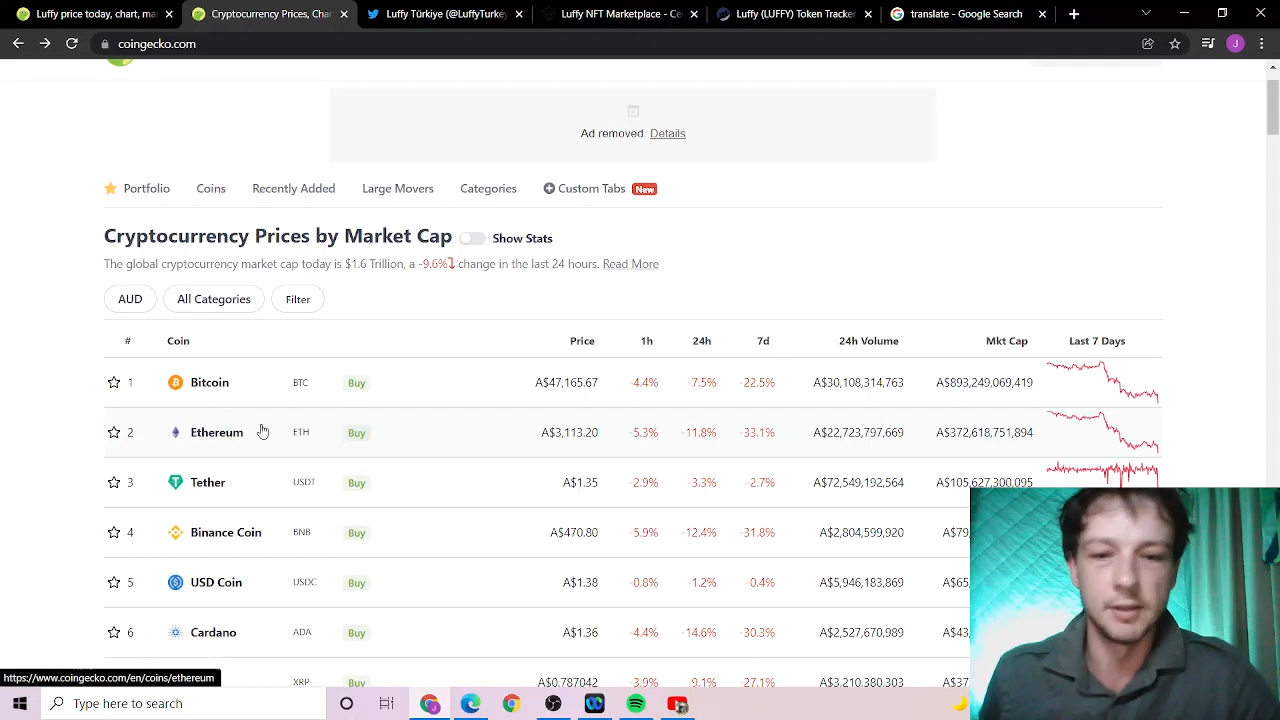 Luffy price today, chart, mar
Cryptocurrency Prices, Char
Luffy Türkiye (@LuffyTurkey
Luffy NFT Marketplace - Ce
Luffy (LUFFY) Token Tracker
translate - Google Search
coingecko.com
J
Ad removed. Details
Portfolio Coins Recently Added Large Movers Categories Custom Tabs New
Cryptocurrency Prices by Market Cap Show Stats
The global cryptocurrency market cap today is $1.6 Trillion, a -9.6% change in the last 24 hours. Read More
AUD All Categories Filter
# Coin Price 1h 24h 7d 24h Volume Mkt Cap Last 7 Days
1 Bitcoin BTC Buy A$47,165.67 -4.4% -7.5% -22.5% A$30,108,314,763 A$893,249,069,419
2 Ethereum ETH Buy A$3,113.20 -5.3% -11.8% -33.1% A$22,723,797,669 A$372,618,751,894
3 Tether USDT Buy A$1.35 -2.9% -3.3% -2.7% A$72,549,192,564 A$105,627,300,095
4 Binance Coin BNB Buy A$470.80 -5.9% -12.4% -31.8% A$2,804,599,920 A$79
5 USD Coin USDC Buy A$1.38 -0.8% -1.2% -0.4% A$5,946,183,869 A$65
6 Cardano ADA Buy A$1.36 -4.4% -14.6% -30.3% A$2,527,670,989 A$43
XRP Buy A$0.787042 -3.9% -9.1% -27.1% A$3,210,380,303 A$37
https://www.coingecko.com/en/coins/ethereum
Type here to search